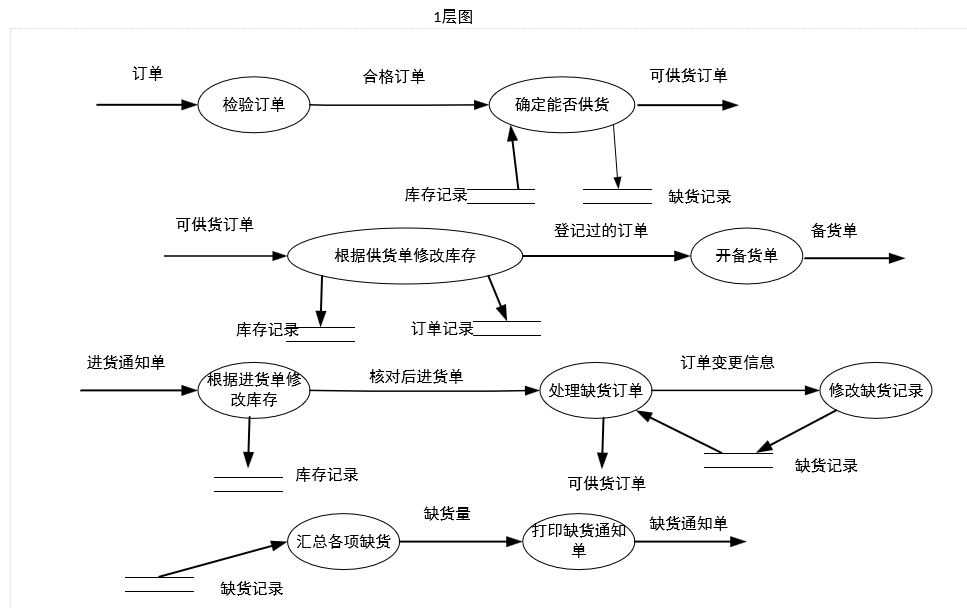 1层图
订单
合格订单
可供货订单
检验订单
确定能否供货
库存记录
缺货记录
可供货订单
登记过的订单
备货单
根据供货单修改库存
开备货单
库存记录
订单记录
进货通知单
核对后进货单
订单变更信息
根据进货单修
改库存
处理缺货订单
修改缺货记录
库存记录
可供货订单
缺货记录
缺货量
缺货通知单
汇总各项缺货
打印缺货通知
单
缺货记录